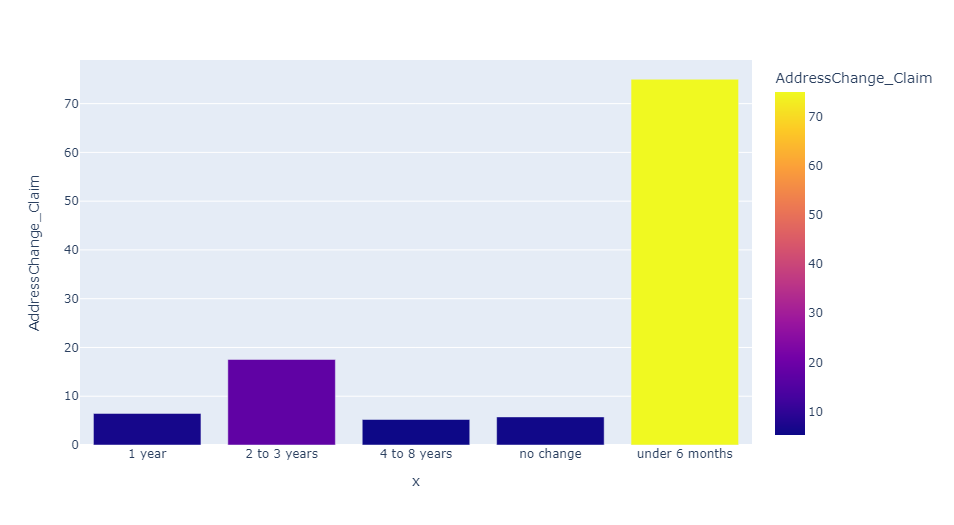 AddressChange_Claim
70
60
50
40
30
20
10
0
1 year
2 to 3 years
4 to 8 years
no change
under 6 months
x
AddressChange_Claim
70
60
50
40
30
20
10